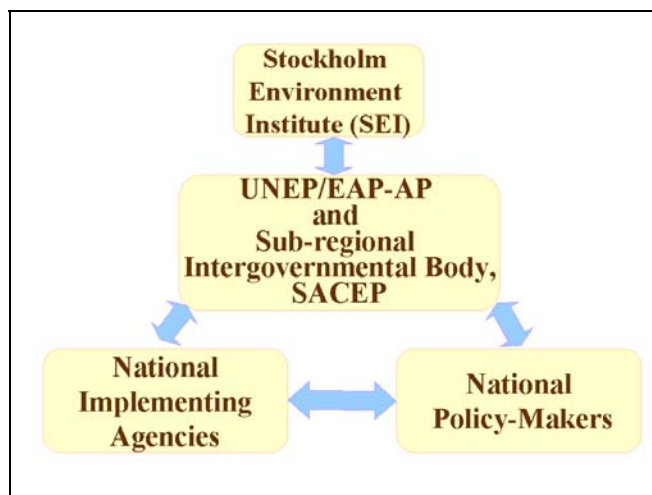 Stockholm
Environment
Institute (SEI)
UNEP/EAP-AP
and
Sub-regional
Intergovernmental Body,
SACEP
National
Implementing
Agencies
National
Policy-Makers